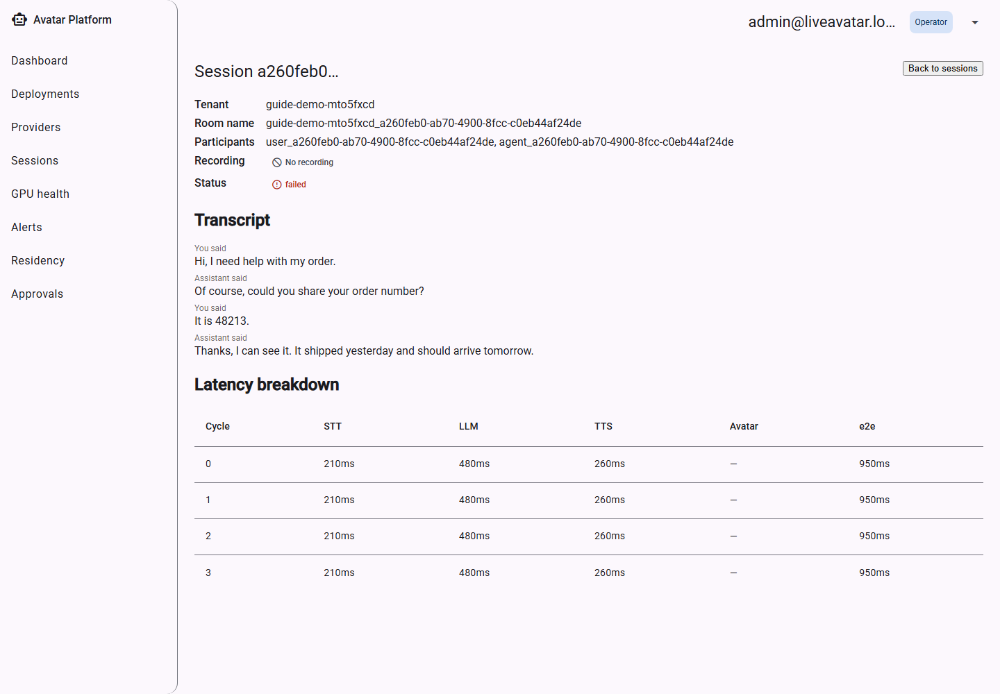 Avatar Platform
admin@liveavatar.lo...
Operator
Dashboard
Deployments
Providers
Sessions
GPU health
Alerts
Residency
Approvals
Session a260feb0...
Back to sessions
Tenant guide-demo-mto5fxcd
Room name guide-demo-mto5fxcd_a260feb0-ab70-4900-8fcc-c0eb44af24de
Participants user_a260feb0-ab70-4900-8fcc-c0eb44af24de, agent_a260feb0-ab70-4900-8fcc-c0eb44af24de
Recording No recording
Status failed
Transcript
You said
Hi, I need help with my order.
Assistant said
Of course, could you share your order number?
You said
It is 48213.
Assistant said
Thanks, I can see it. It shipped yesterday and should arrive tomorrow.
Latency breakdown
Cycle STT LLM TTS Avatar e2e
0 210ms 480ms 260ms — 950ms
1 210ms 480ms 260ms — 950ms
2 210ms 480ms 260ms — 950ms
3 210ms 480ms 260ms — 950ms